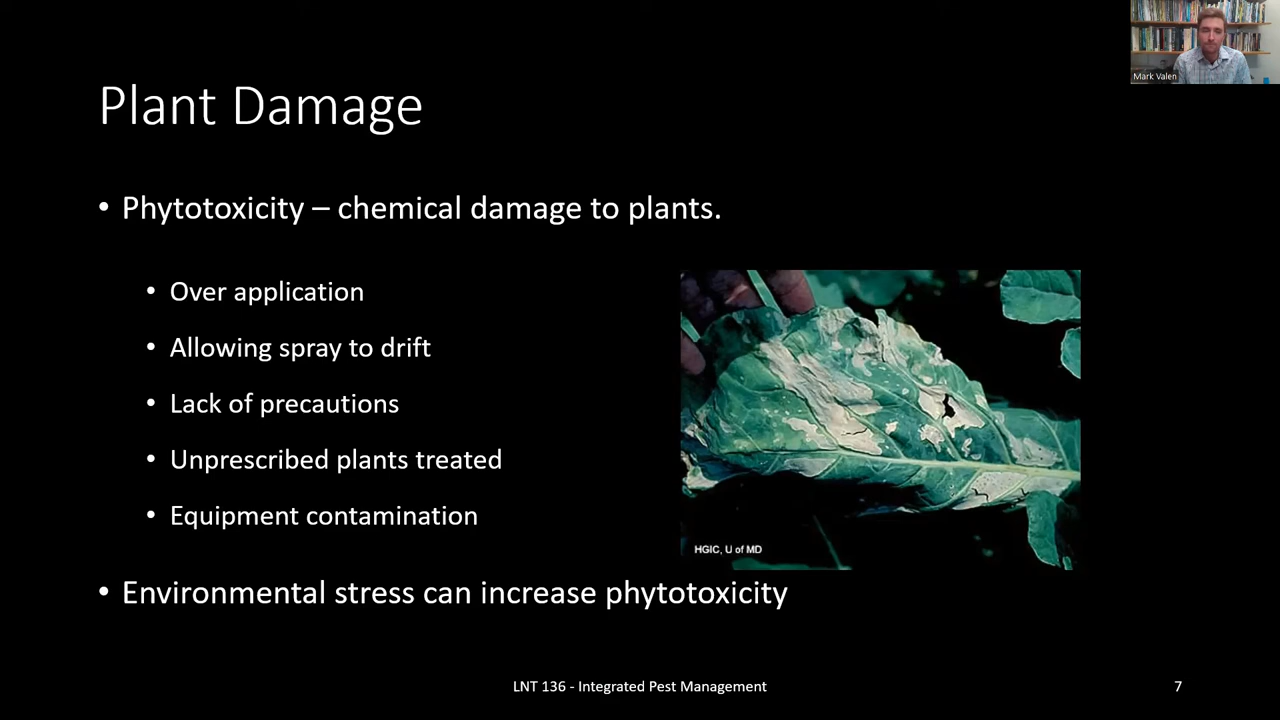 Mark Valen
Plant Damage
• Phytotoxicity – chemical damage to plants.
• Over application
• Allowing spray to drift
• Lack of precautions
• Unprescribed plants treated
• Equipment contamination
HGIC, U of MD
• Environmental stress can increase phytotoxicity
LNT 136 - Integrated Pest Management
7